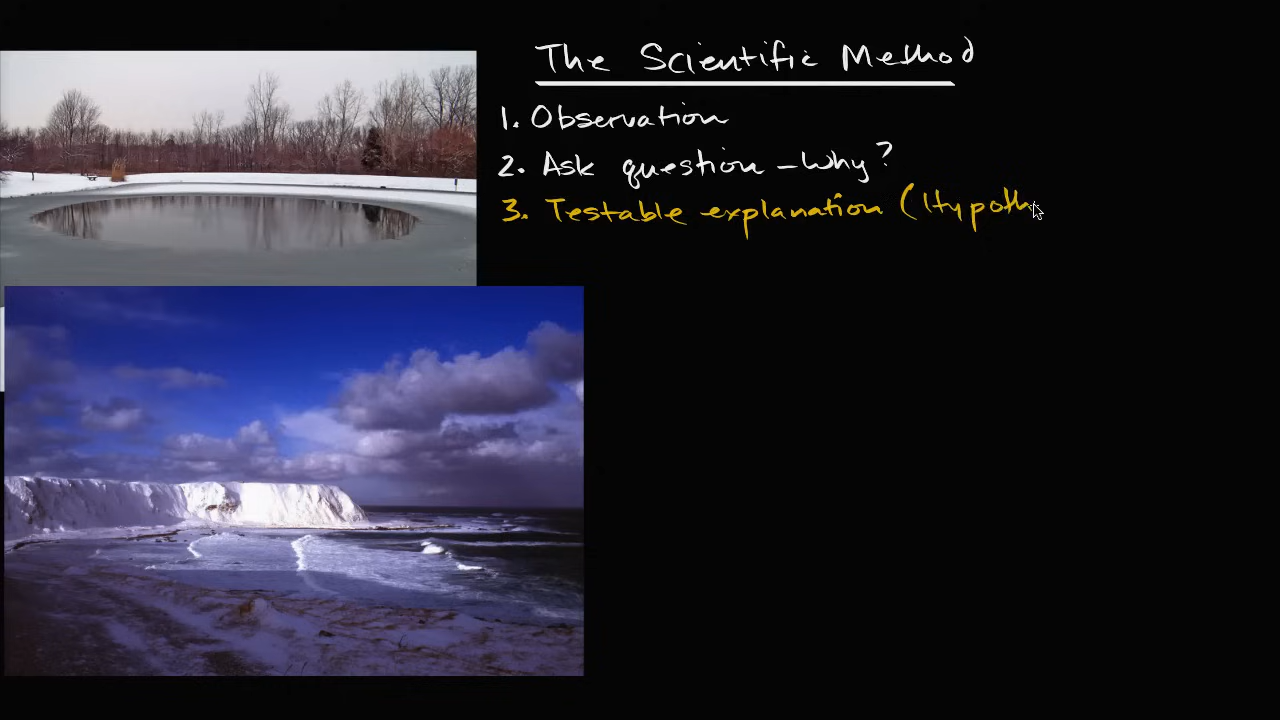 The Scientific Method
1. Observation
2. Ask question - Why?
3. Testable explanation (Hypoth